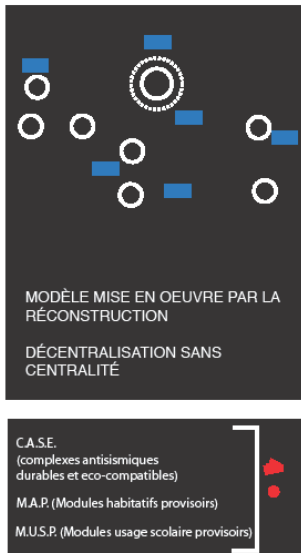 MODÈLE MISE EN OEUVRE PAR LA
RÉCONSTRUCTION
DÉCENTRALISATION SANS
CENTRALITÉ
C.A.S.E.
(complexes antisismiques
durables et eco-compatibles)
M.A.P. (Modules habitatifs provisoirs)
M.U.S.P. (Modules usage scolaire provisoirs)